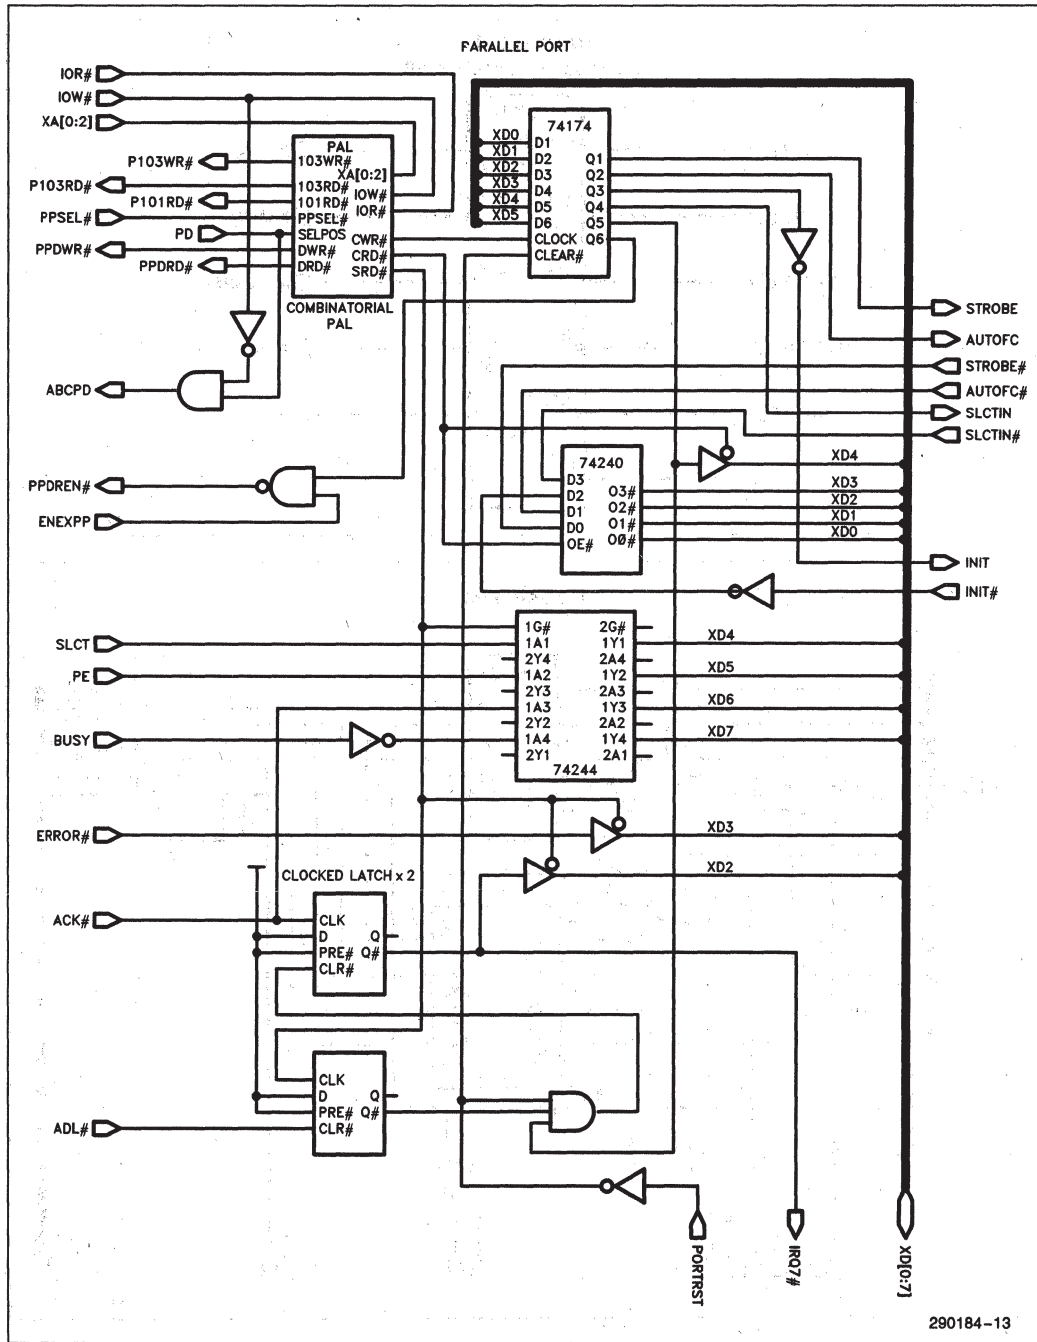 PARALLEL PORT
IOR#
IOW#
XA[0:2]
P103WR#
P103RD#
P101RD#
PPSEL#
PD
PPDWR#
PPDRD#
PAL
103WR#
XA[0:2]
IOW#
103RD#
101RD#
IOR#
PPSEL#
SELPOS
CWR#
DWR#
CRD#
DRD#
SRD#
COMBINATORIAL
PAL
74174
XD0
XD1
XD2
XD3
XD4
XD5
D1
D2
D3
D4
D5
D6
CLOCK
CLEAR#
Q1
Q2
Q3
Q4
Q5
Q6
STROBE
AUTOFC
STROBE#
AUTOFC#
SLCTIN
SLCTIN#
ABCPD
PPDREN#
ENEXPP
74240
D3
D2
D1
D0
OE#
O3#
O2#
O1#
OØ#
XD4
XD3
XD2
XD1
XD0
INIT
INIT#
SLCT
PE
BUSY
1G#
1A1
2Y4
1A2
2Y3
1A3
2Y2
1A4
2Y1
2G#
1Y1
2A4
1Y2
2A3
1Y3
2A2
1Y4
2A1
74244
XD4
XD5
XD6
XD7
ERROR#
XD3
XD2
CLOCKED LATCH x 2
ACK#
CLK
D
Q
PRE#
Q#
CLR#
CLK
D
Q
PRE#
Q#
CLR#
ADL#
PORTRST
IRQ7#
XD[0:7]
290184-13